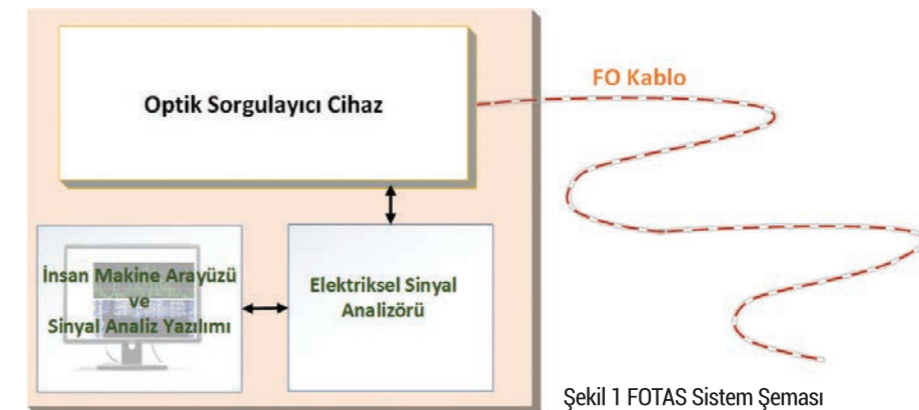 FO Kablo
Optik Sorgulayıcı Cihaz
İnsan Makine Arayüzü
ve
Sinyal Analiz Yazılımı
Elektriksel Sinyal
Analizörü
Şekil 1 FOTAS Sistem Şeması